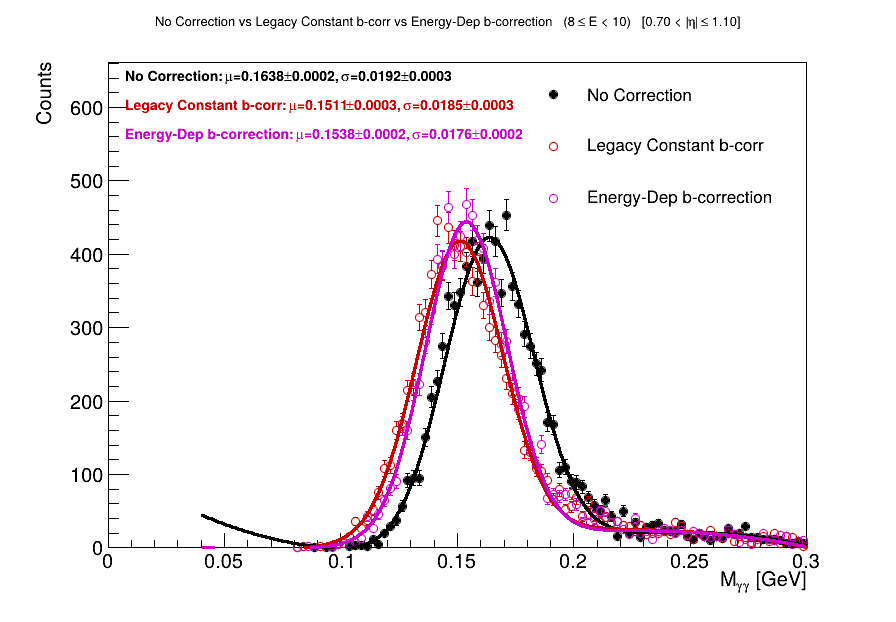 No Correction vs Legacy Constant b-corr vs Energy-Dep b-correction (8 ≤ E < 10) [0.70 < |η| ≤ 1.10]
Counts
No Correction: μ=0.1638±0.0002, σ=0.0192±0.0003
Legacy Constant b-corr: μ=0.1511±0.0003, σ=0.0185±0.0003
Energy-Dep b-correction: μ=0.1538±0.0002, σ=0.0176±0.0002
No Correction
Legacy Constant b-corr
Energy-Dep b-correction
600
500
400
300
200
100
0
0 0.05 0.1 0.15 0.2 0.25 0.3
M_γγ [GeV]